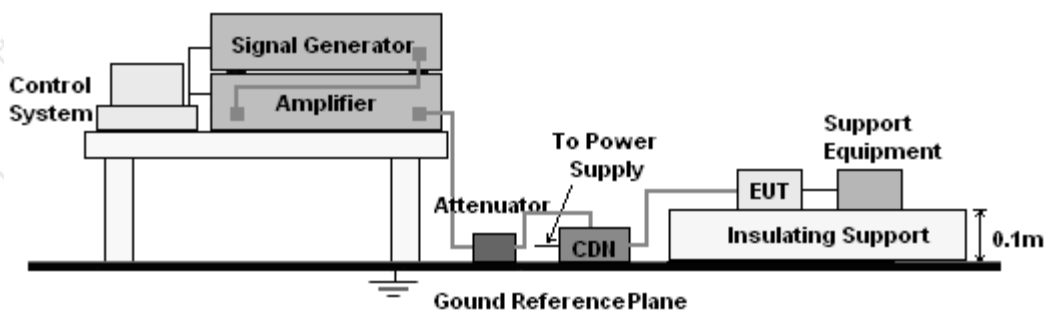 Signal Generator
Control
System
Amplifier
To Power
Supply
Support
Equipment
Attenuator
EUT
CDN
Insulating Support
0.1m
Gound Reference Plane